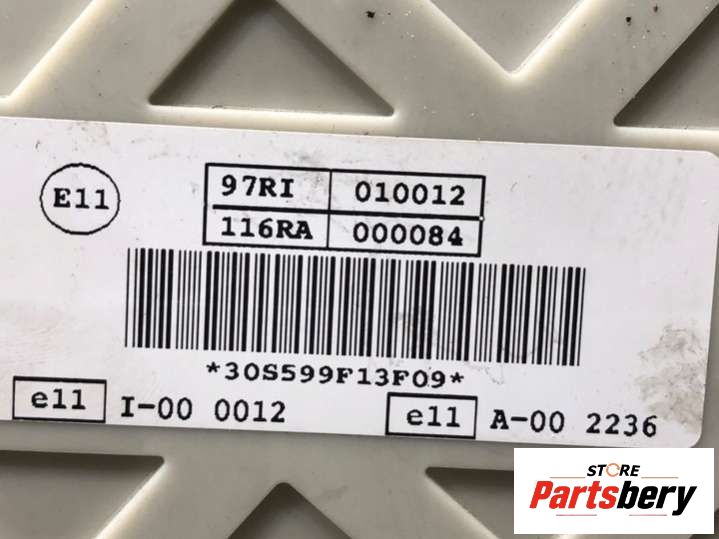 E11
97RI 010012
116RA 000084
*30S599F13F09*
e11 I-00 0012 e11 A-00 2236
STORE
Partsbery